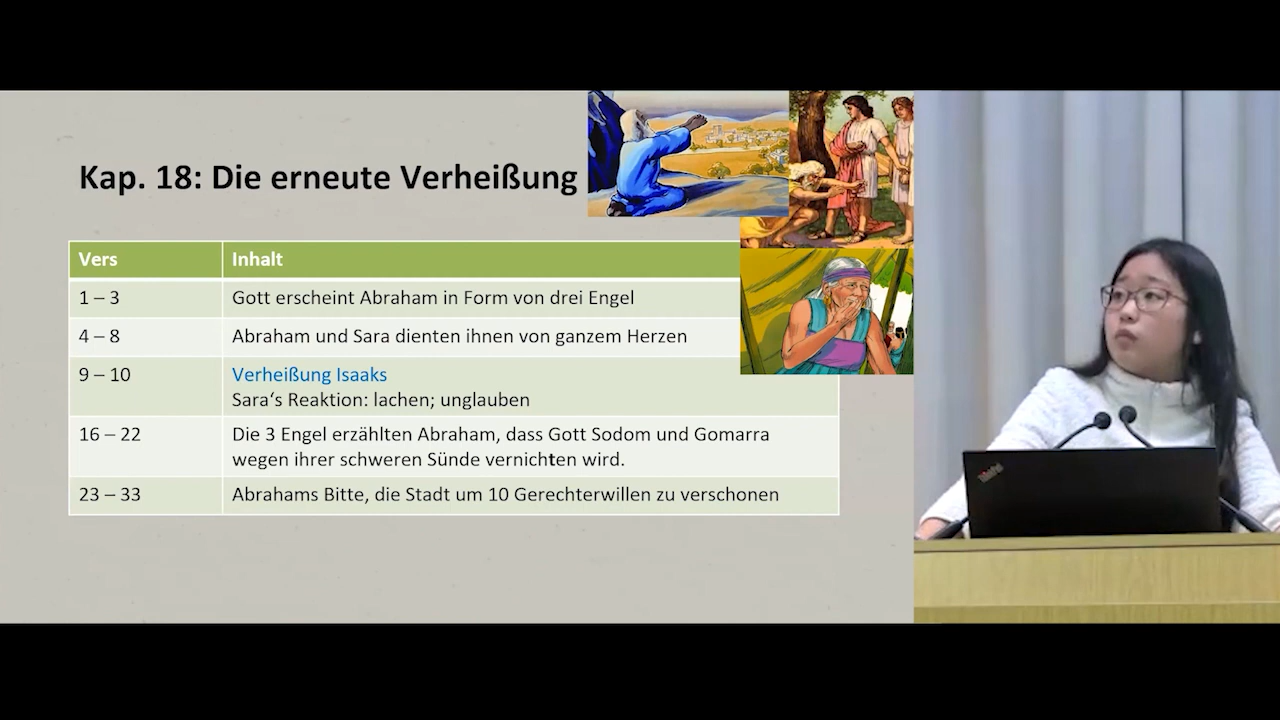 Kap. 18: Die erneute Verheißung
Vers Inhalt
1 – 3 Gott erscheint Abraham in Form von drei Engel
4 – 8 Abraham und Sara dienten ihnen von ganzem Herzen
9 – 10 Verheißung Isaaks
Sara‘s Reaktion: lachen; unglauben
16 – 22 Die 3 Engel erzählten Abraham, dass Gott Sodom und Gomarra
wegen ihrer schweren Sünde vernichten wird.
23 – 33 Abrahams Bitte, die Stadt um 10 Gerechterwillen zu verschonen
ThinkPad